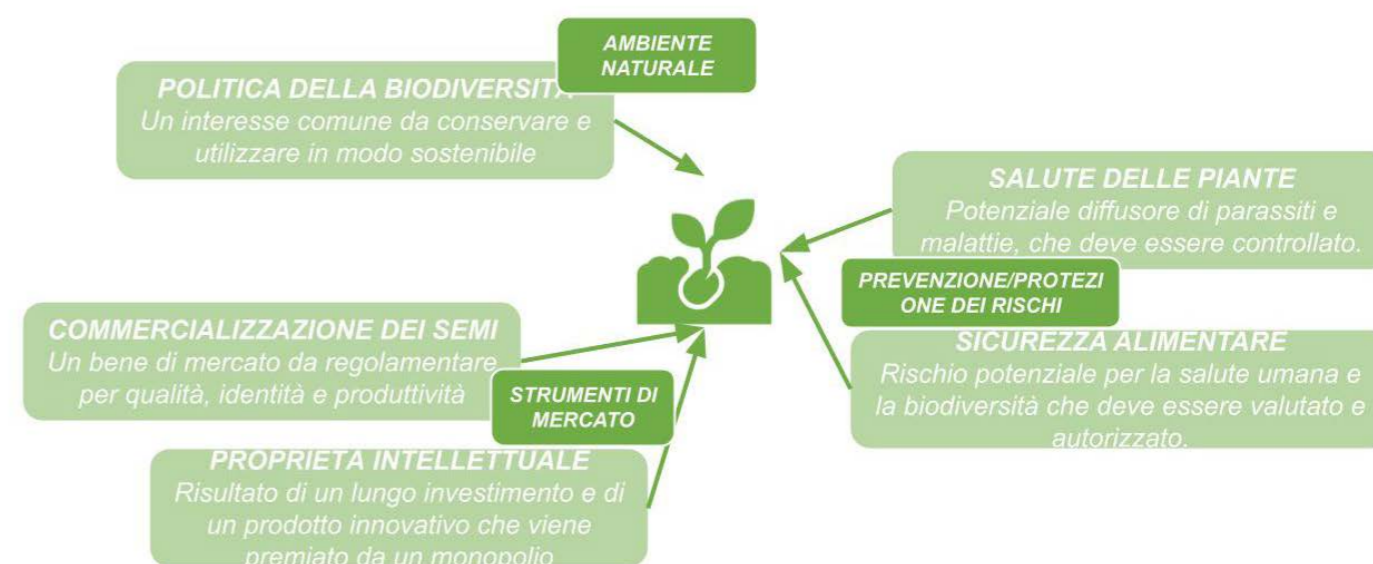 AMBIENTE
NATURALE
POLITICA DELLA BIODIVERSITÀ
Un interesse comune da conservare e
utilizzare in modo sostenibile
SALUTE DELLE PIANTE
Potenziale diffusore di parassiti e
malattie, che deve essere controllato.
PREVENZIONE/PROTEZI
ONE DEI RISCHI
SICUREZZA ALIMENTARE
Rischio potenziale per la salute umana e
la biodiversità che deve essere valutato e
autorizzato.
COMMERCIALIZZAZIONE DEI SEMI
Un bene di mercato da regolamentare
per qualità, identità e produttività
STRUMENTI DI
MERCATO
PROPRIETÀ INTELLETTUALE
Risultato di un lungo investimento e di
un prodotto innovativo che viene
premiato da un monopolio